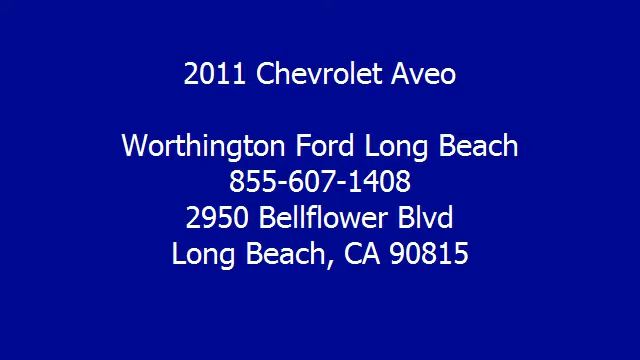 2011 Chevrolet Aveo
Worthington Ford Long Beach
855-607-1408
2950 Bellflower Blvd
Long Beach, CA 90815